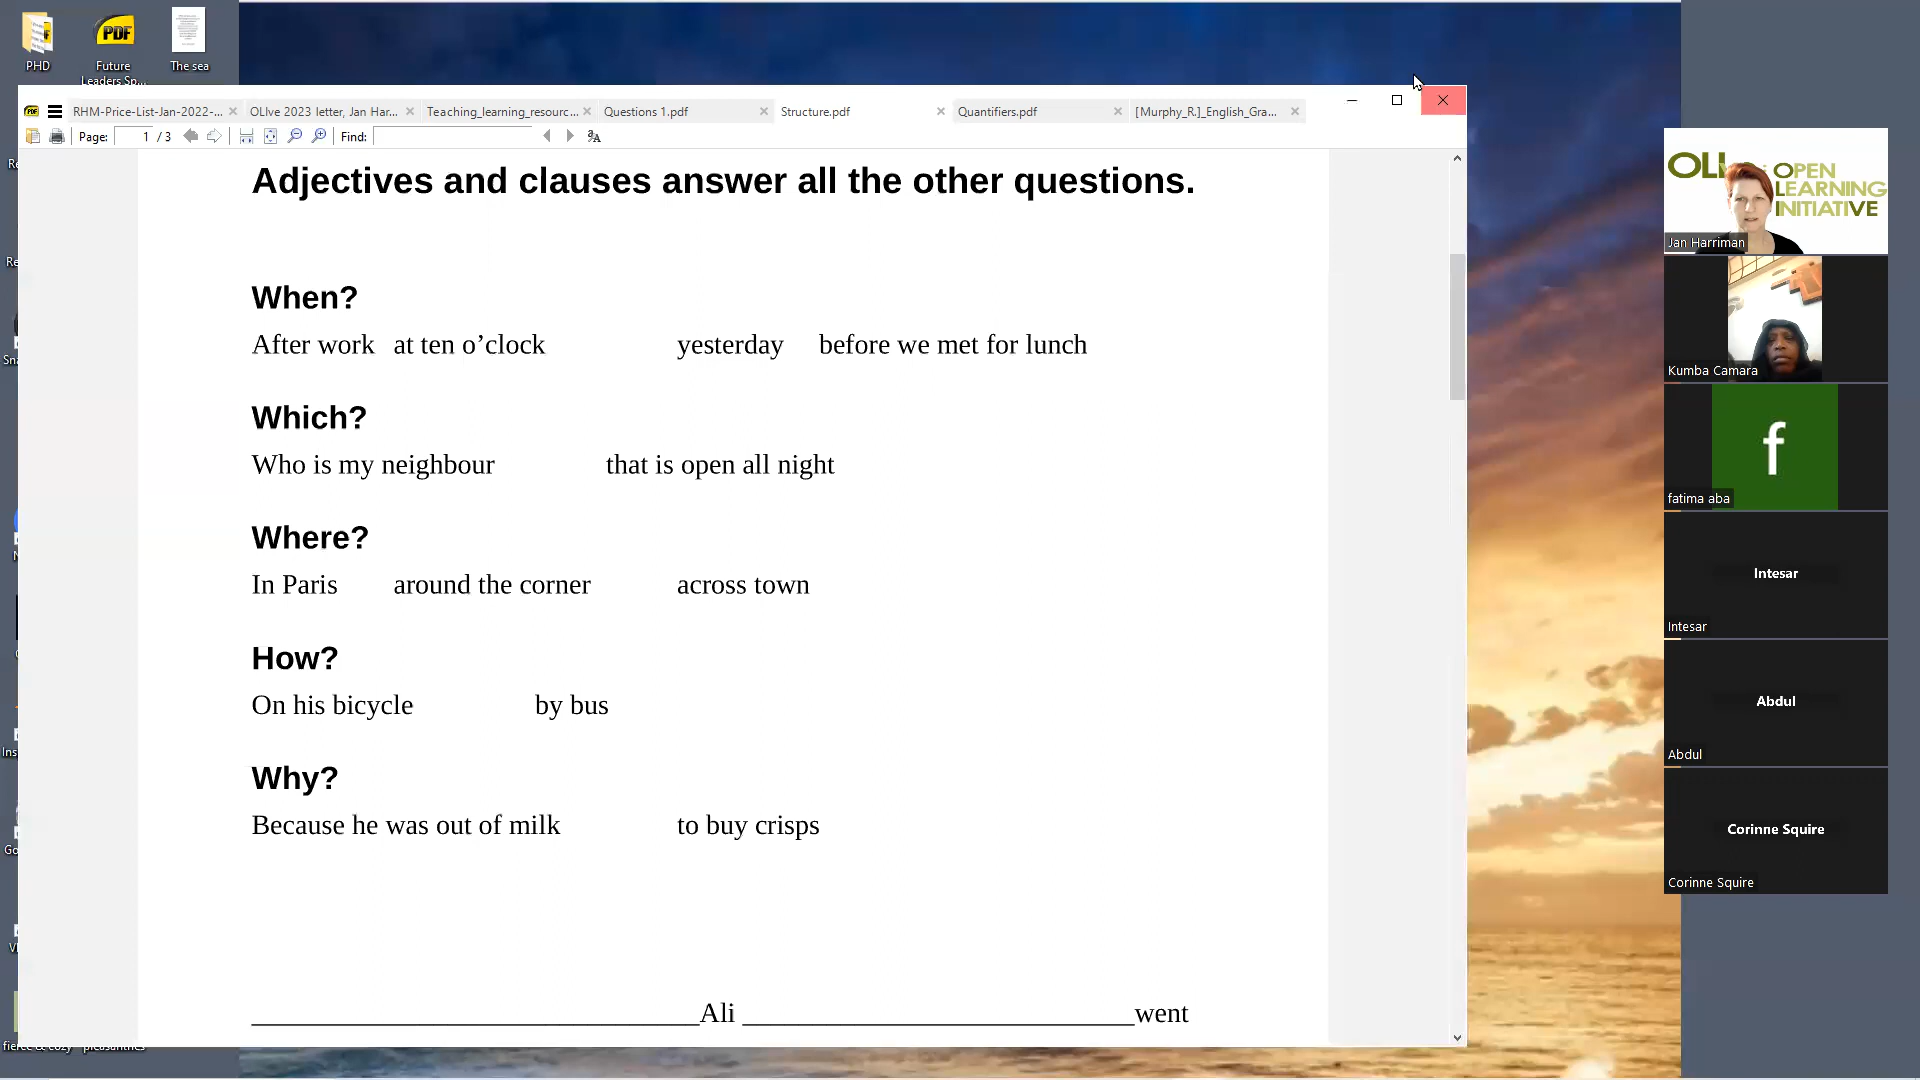 PHD
Future
Leaders Sp...
The sea
RHM-Price-List-Jan-2022-...
OLIve 2023 letter, Jan Har...
Teaching_learning_resourc...
Questions 1.pdf
Structure.pdf
Quantifiers.pdf
[Murphy_R.]_English_Gra...
Page: 1 / 3 Find:
Adjectives and clauses answer all the other questions.
When?
After work at ten o’clock yesterday before we met for lunch
Which?
Who is my neighbour that is open all night
Where?
In Paris around the corner across town
How?
On his bicycle by bus
Why?
Because he was out of milk to buy crisps
________________________________Ali ____________________________went
OPEN
LEARNING
INITIATIVE
Jan Harriman
Kumba Camara
f
fatima aba
Intesar
Intesar
Abdul
Abdul
Corinne Squire
Corinne Squire